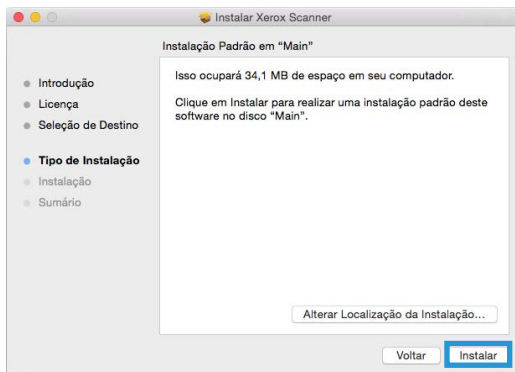 Instalar Xerox Scanner
Instalação Padrão em “Main”
Introdução
Licença
Seleção de Destino
Tipo de Instalação
Instalação
Sumário
Isso ocupará 34,1 MB de espaço em seu computador.
Clique em Instalar para realizar uma instalação padrão deste
software no disco “Main”.
Alterar Localização da Instalação...
Voltar
Instalar